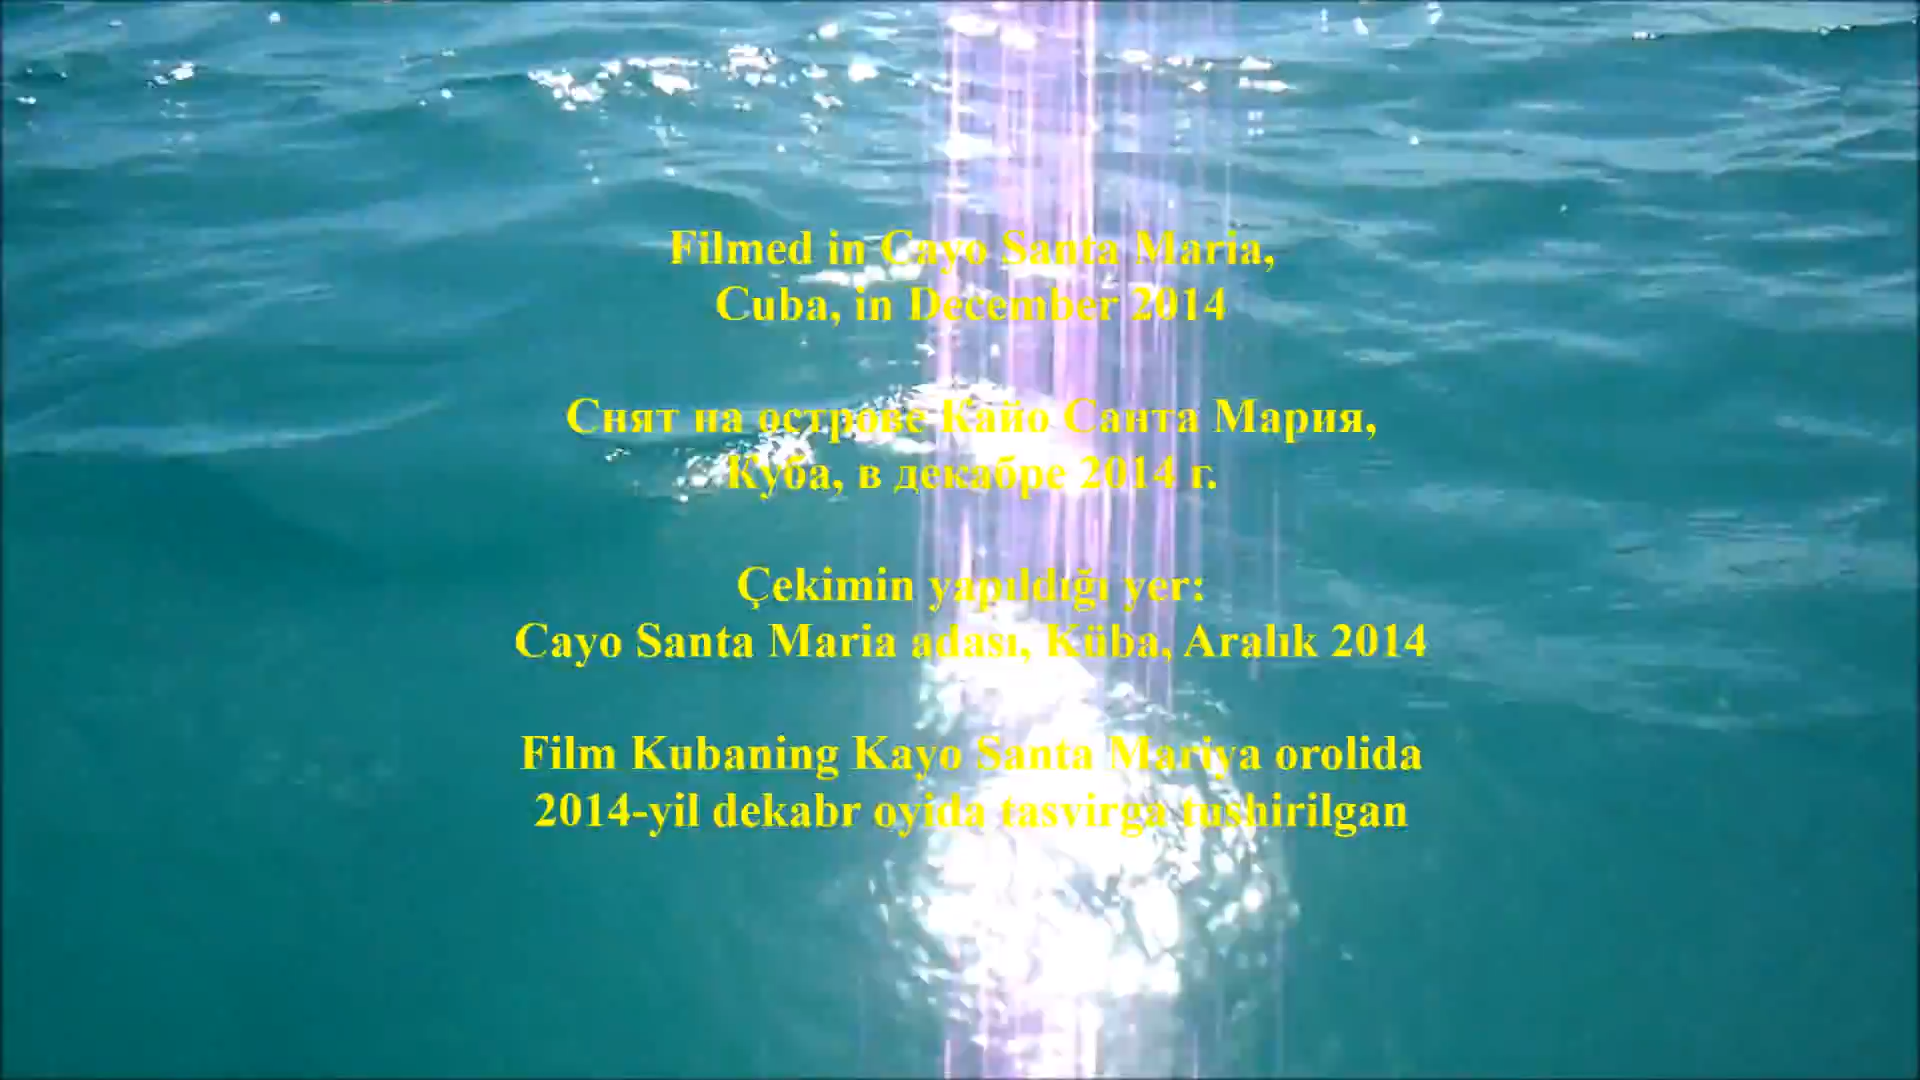 Filmed in Cayo Santa Maria,
Cuba, in December 2014
Снят на острове Кайо Санта Мария,
Куба, в декабре 2014 г.
Çekimin yapıldığı yer:
Cayo Santa Maria adası, Küba, Aralık 2014
Film Kubaning Kayo Santa Mariya orolida
2014-yil dekabr oyida tasvirga tushirilgan